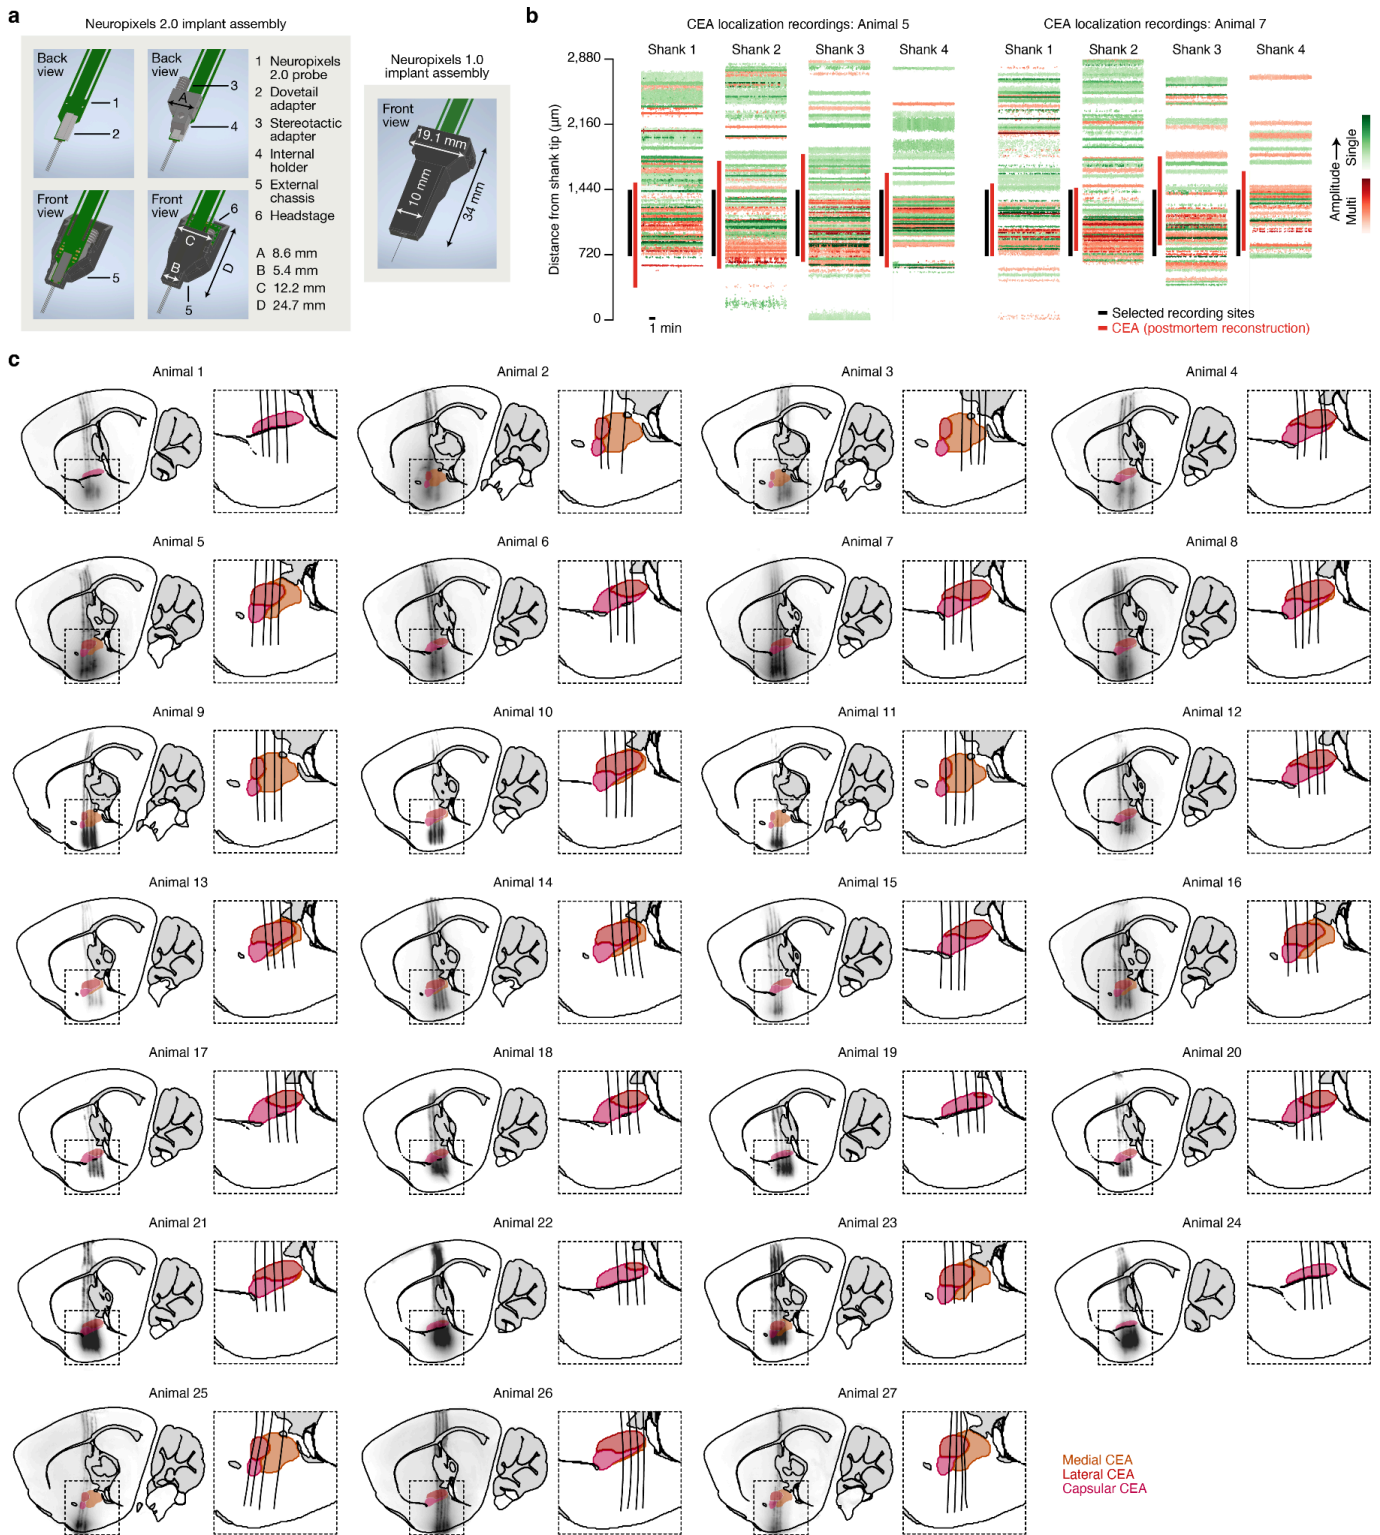 a
Neuropixels 2.0 implant assembly
Back view
1
2
Back view
A
3
4
Front view
5
Front view
6
C
B
D
5
1 Neuropixels 2.0 probe
2 Dovetail adapter
3 Stereotactic adapter
4 Internal holder
5 External chassis
6 Headstage
A 8.6 mm
B 5.4 mm
C 12.2 mm
D 24.7 mm
Neuropixels 1.0
implant assembly
Front view
19.1 mm
10 mm
34 mm
b
CEA localization recordings: Animal 5
Shank 1 Shank 2 Shank 3 Shank 4
CEA localization recordings: Animal 7
Shank 1 Shank 2 Shank 3 Shank 4
Distance from shank tip (µm)
2,880
2,160
1,440
720
0
1 min
Selected recording sites
CEA (postmortem reconstruction)
Amplitude
Multi Single
c
Animal 1 Animal 2 Animal 3 Animal 4
Animal 5 Animal 6 Animal 7 Animal 8
Animal 9 Animal 10 Animal 11 Animal 12
Animal 13 Animal 14 Animal 15 Animal 16
Animal 17 Animal 18 Animal 19 Animal 20
Animal 21 Animal 22 Animal 23 Animal 24
Animal 25 Animal 26 Animal 27
Medial CEA
Lateral CEA
Capsular CEA